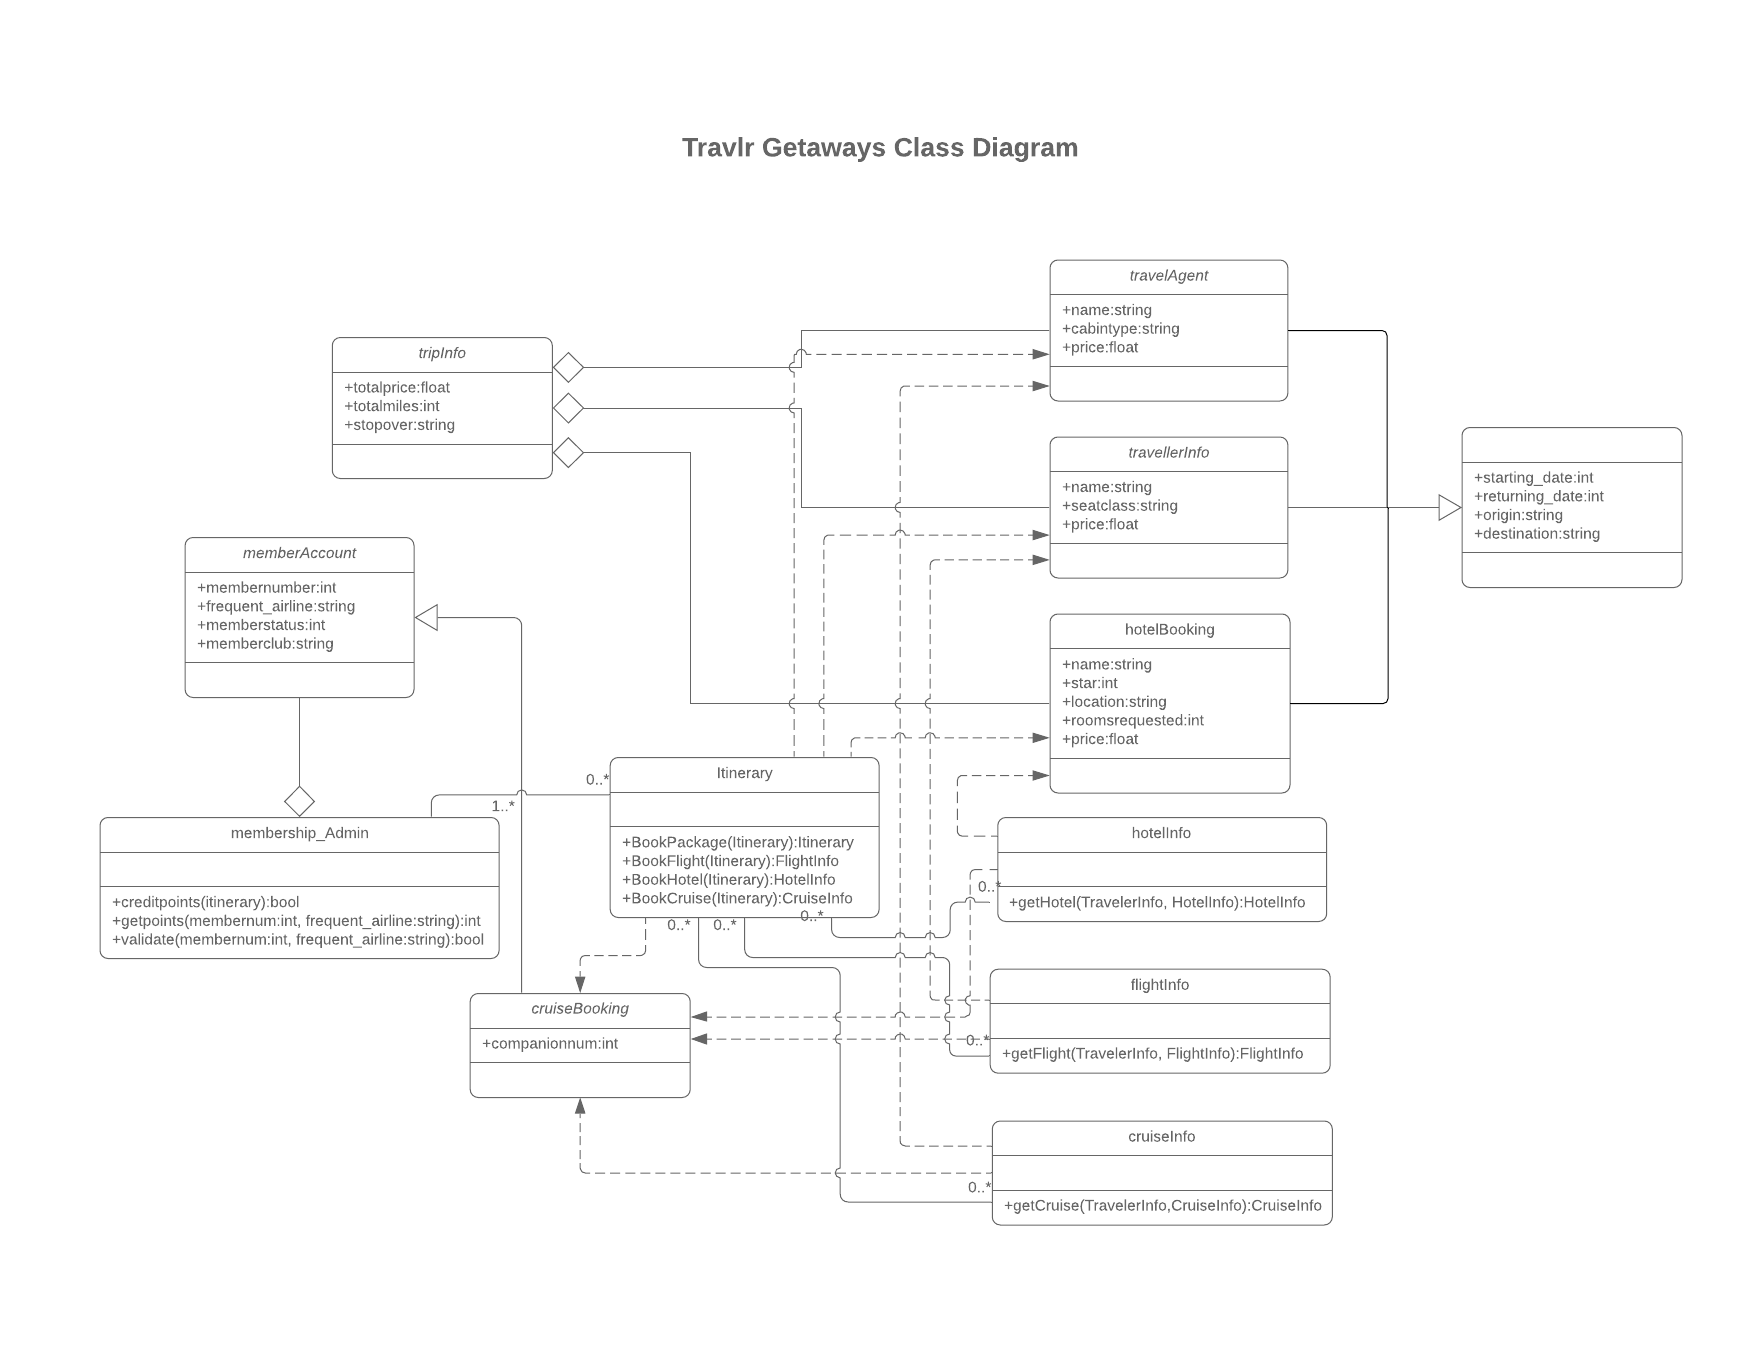 Travlr Getaways Class Diagram
travelAgent
+name:string
+cabintype:string
+price:float
tripInfo
+totalprice:float
+totalmiles:int
+stopover:string
travellerInfo
+name:string
+seatclass:string
+price:float
+starting_date:int
+returning_date:int
+origin:string
+destination:string
memberAccount
+membernumber:int
+frequent_airline:string
+memberstatus:int
+memberclub:string
hotelBooking
+name:string
+star:int
+location:string
+roomsrequested:int
+price:float
0..*
1..*
Itinerary
+BookPackage(Itinerary):Itinerary
+BookFlight(Itinerary):FlightInfo
+BookHotel(Itinerary):HotelInfo
+BookCruise(Itinerary):CruiseInfo
0..*
0..*
0..*
membership_Admin
+creditpoints(itinerary):bool
+getpoints(membernum:int, frequent_airline:string):int
+validate(membernum:int, frequent_airline:string):bool
hotelInfo
0..*
+getHotel(TravelerInfo, HotelInfo):HotelInfo
flightInfo
0..*
+getFlight(TravelerInfo, FlightInfo):FlightInfo
cruiseBooking
+companionnum:int
cruiseInfo
0..*
+getCruise(TravelerInfo,CruiseInfo):CruiseInfo